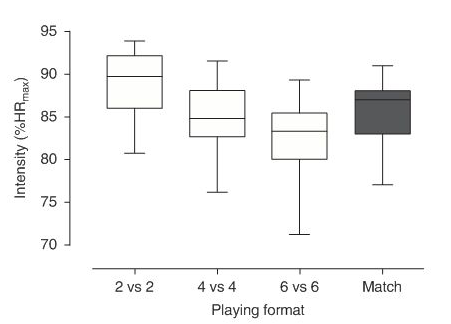 95
90
85
80
75
70
Intensity (%HRmax)
2 vs 2 4 vs 4 6 vs 6 Match
Playing format